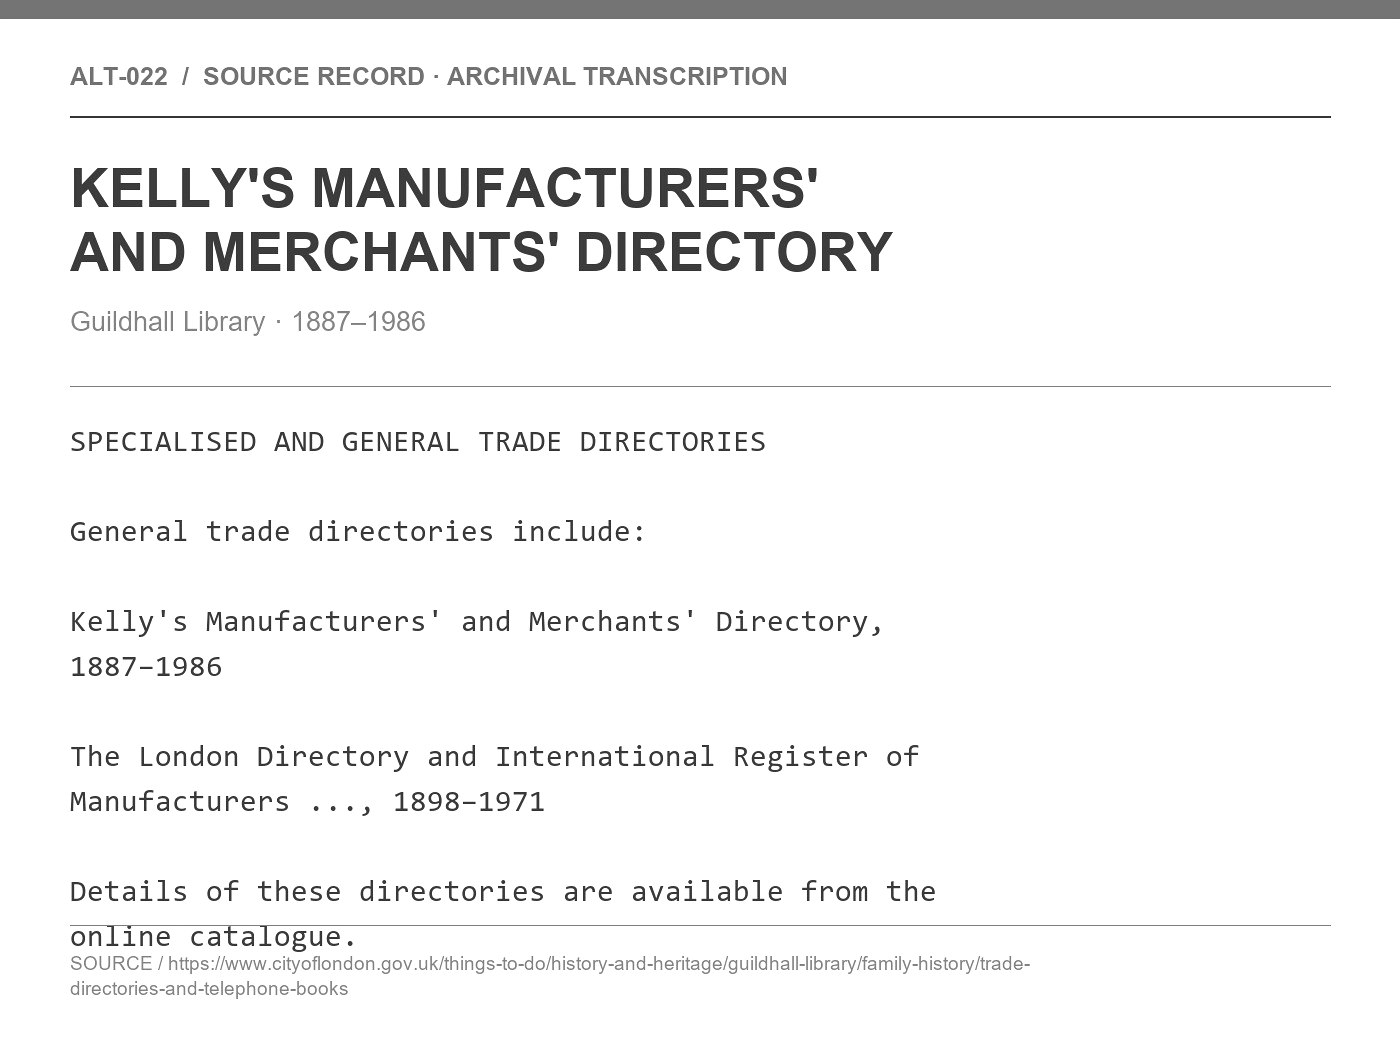 ALT-022 / SOURCE RECORD · ARCHIVAL TRANSCRIPTION
KELLY'S MANUFACTURERS'
AND MERCHANTS' DIRECTORY
Guildhall Library · 1887–1986
SPECIALISED AND GENERAL TRADE DIRECTORIES
General trade directories include:
Kelly's Manufacturers' and Merchants' Directory,
1887–1986
The London Directory and International Register of
Manufacturers ..., 1898–1971
Details of these directories are available from the
online catalogue.
SOURCE / https://www.cityoflondon.gov.uk/things-to-do/history-and-heritage/guildhall-library/family-history/trade-
directories-and-telephone-books